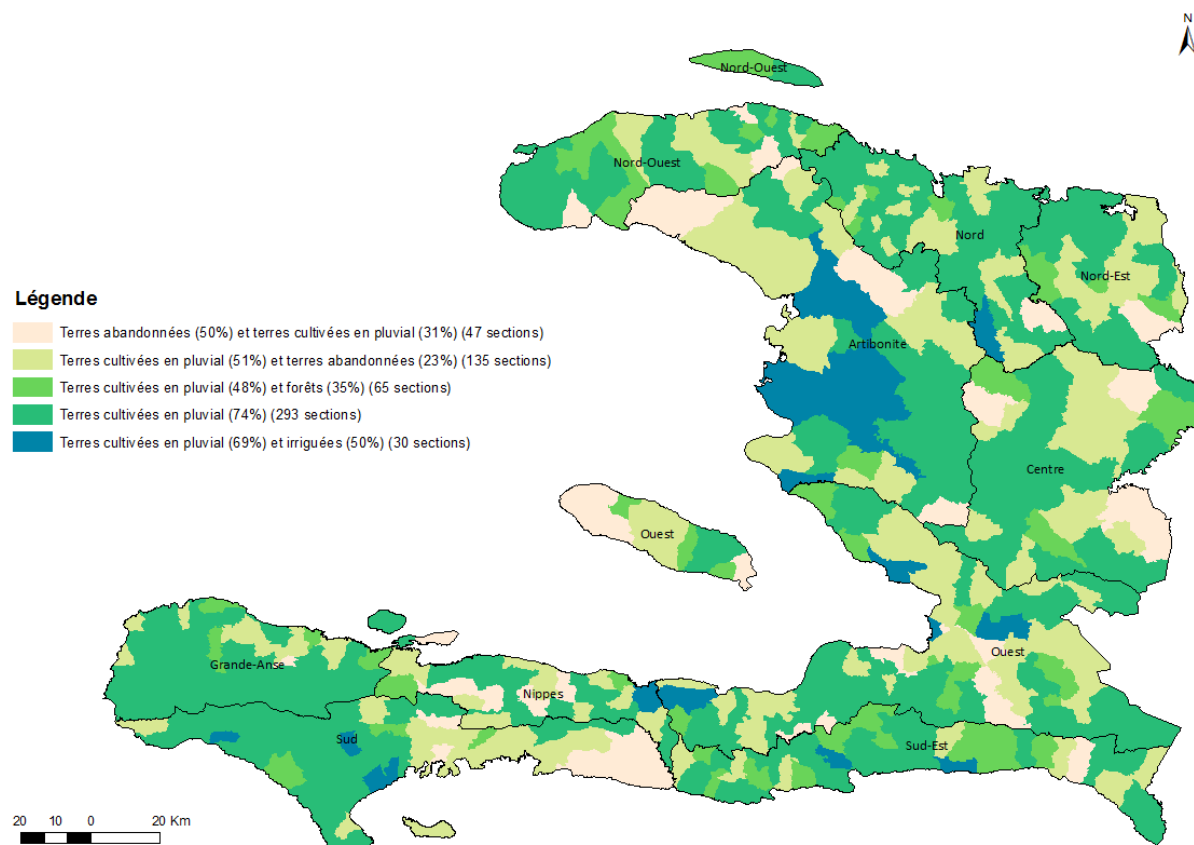 N
Nord-Ouest
Nord-Ouest
Nord
Nord-Est
Légende
Terres abandonnées (50%) et terres cultivées en pluvial (31%) (47 sections)
Terres cultivées en pluvial (51%) et terres abandonnées (23%) (135 sections)
Terres cultivées en pluvial (48%) et forêts (35%) (65 sections)
Terres cultivées en pluvial (74%) (293 sections)
Terres cultivées en pluvial (69%) et irriguées (50%) (30 sections)
Artibonite
Centre
Ouest
Ouest
Grande-Anse
Nippes
Sud
Sud-Est
20 10 0 20 Km